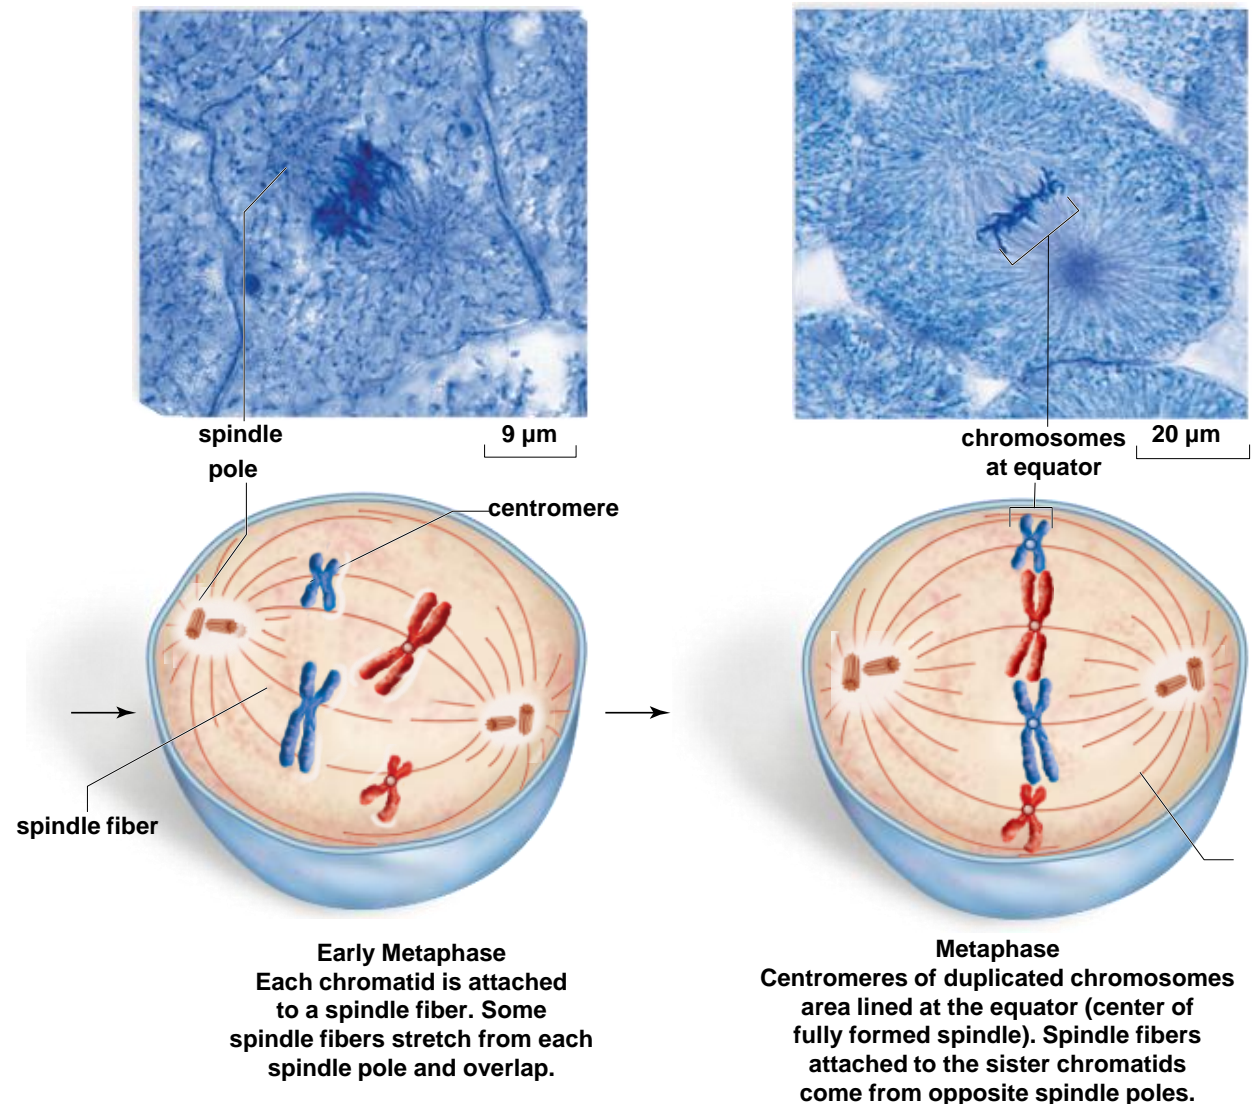 spindle
9 µm
pole
centromere
spindle fiber
Early Metaphase
Each chromatid is attached
to a spindle fiber. Some
spindle fibers stretch from each
spindle pole and overlap.
chromosomes
at equator
20 µm
Metaphase
Centromeres of duplicated chromosomes
area lined at the equator (center of
fully formed spindle). Spindle fibers
attached to the sister chromatids
come from opposite spindle poles.